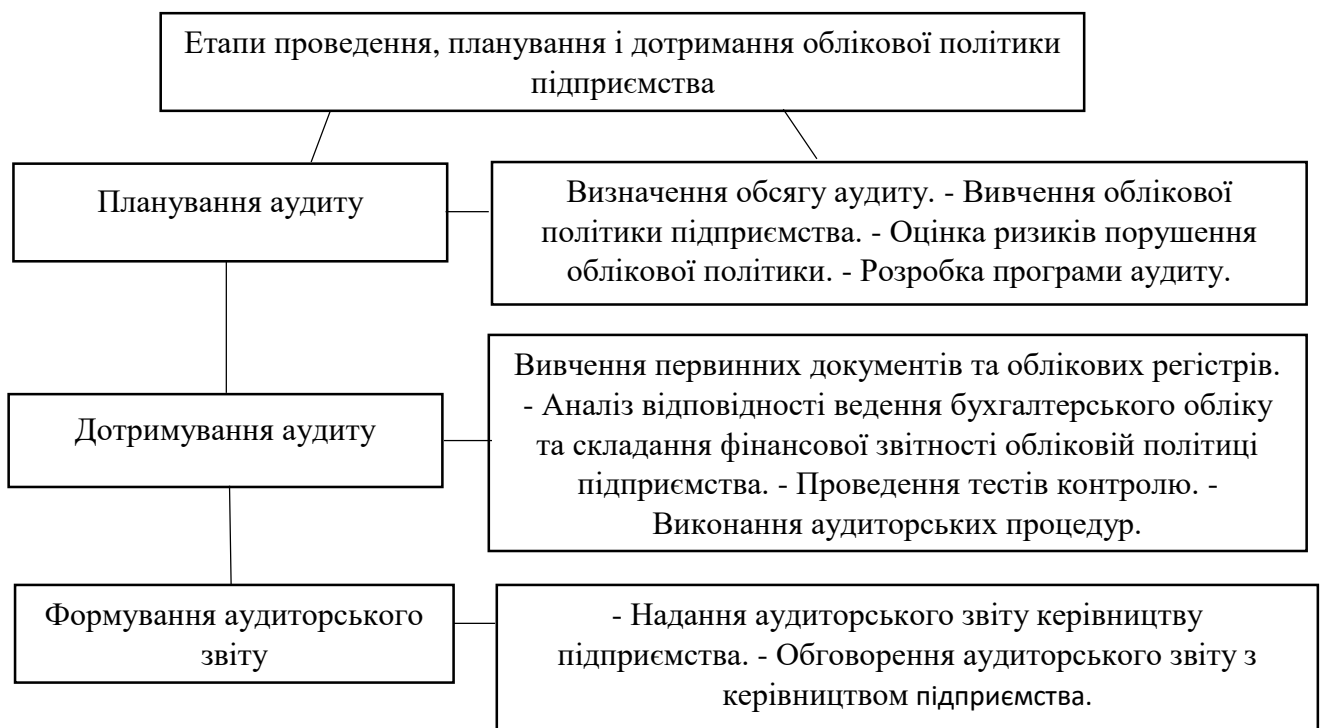 Етапи проведення, планування і дотримання облікової політики
підприємства
Планування аудиту
Визначення обсягу аудиту. - Вивчення облікової
політики підприємства. - Оцінка ризиків порушення
облікової політики. - Розробка програми аудиту.
Дотримування аудиту
Вивчення первинних документів та облікових регістрів.
- Аналіз відповідності ведення бухгалтерського обліку
та складання фінансової звітності обліковій політиці
підприємства. - Проведення тестів контролю. -
Виконання аудиторських процедур.
Формування аудиторського
звіту
- Надання аудиторського звіту керівництву
підприємства. - Обговорення аудиторського звіту з
керівництвом підприємства.